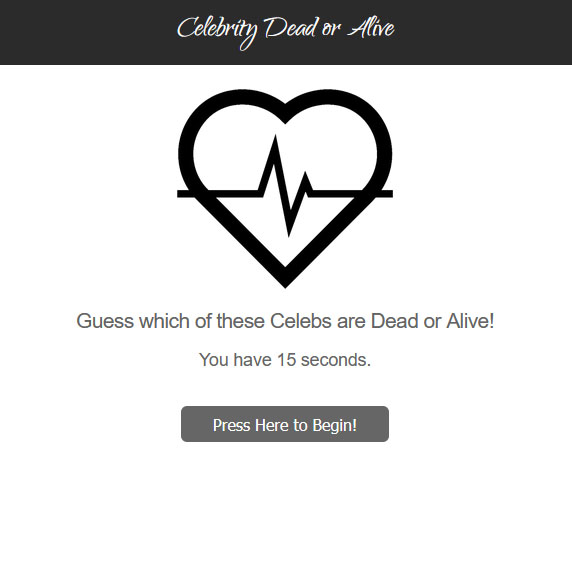 Celebrity Dead or Alive
Guess which of these Celebs are Dead or Alive!
You have 15 seconds.
Press Here to Begin!